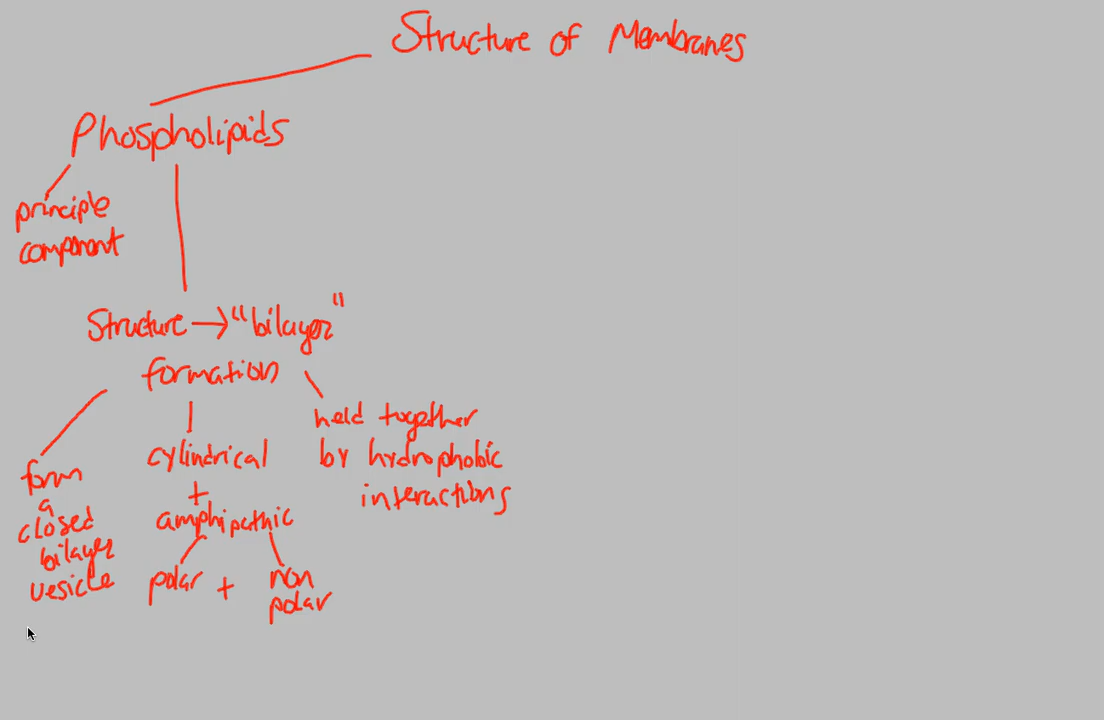 Structure of Membranes
Phospholipids
principle
component
Structure → "bilayer"
formation
held together
by hydrophobic
interactions
cylindrical
+
amphipathic
polar + non
polar
form
a
closed
bilayer
vesicle